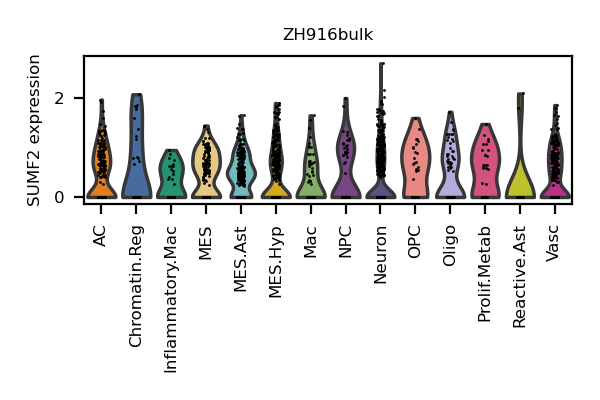 ZH916bulk
SUMF2 expression
2
0
AC
Chromatin.Reg
Inflammatory.Mac
MES
MES.Ast
MES.Hyp
Mac
NPC
Neuron
OPC
Oligo
Prolif.Metab
Reactive.Ast
Vasc